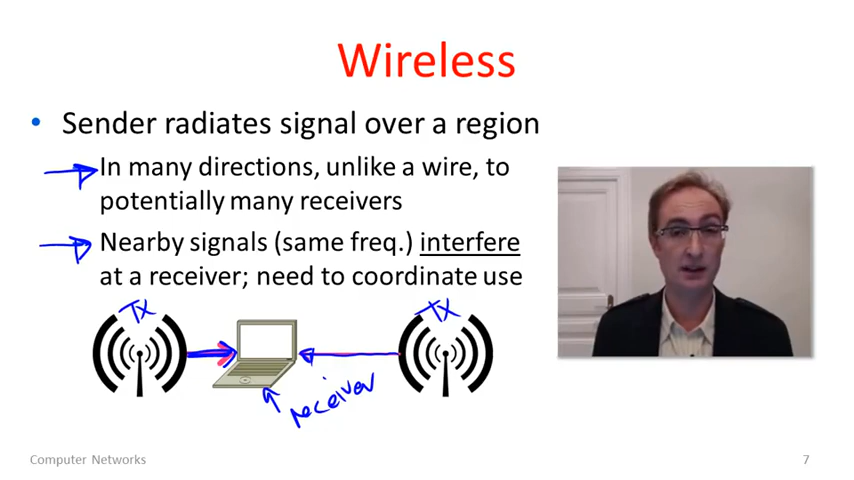 Wireless
• Sender radiates signal over a region
In many directions, unlike a wire, to
potentially many receivers
Nearby signals (same freq.) interfere
at a receiver; need to coordinate use
TX
TX
receiver
Computer Networks
7